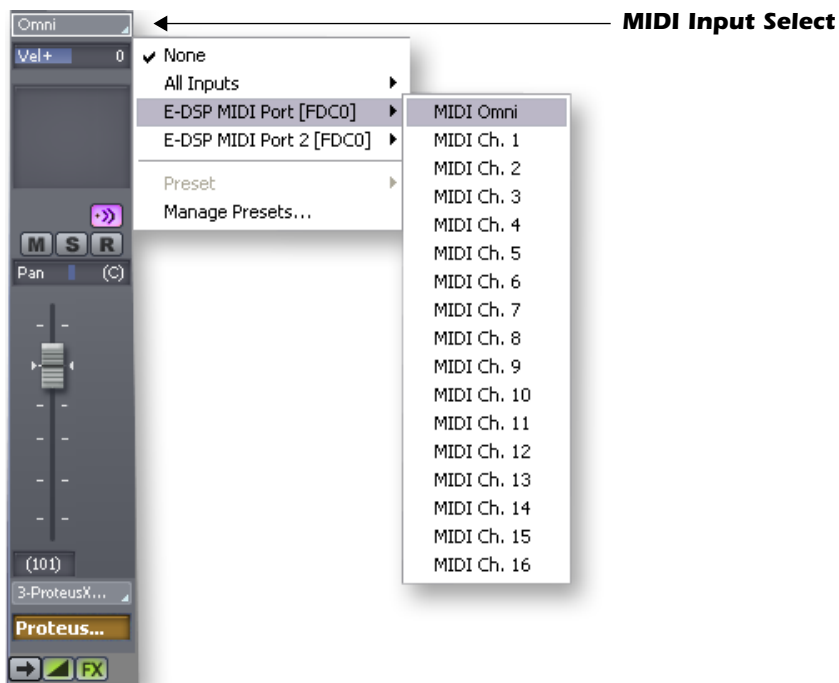 Omni
MIDI Input Select
Vel+ 0
✓ None
All Inputs
E-DSP MIDI Port [FDC0]
E-DSP MIDI Port 2 [FDC0]
Preset
Manage Presets...
MIDI Omni
MIDI Ch. 1
MIDI Ch. 2
MIDI Ch. 3
MIDI Ch. 4
MIDI Ch. 5
MIDI Ch. 6
MIDI Ch. 7
MIDI Ch. 8
MIDI Ch. 9
MIDI Ch. 10
MIDI Ch. 11
MIDI Ch. 12
MIDI Ch. 13
MIDI Ch. 14
MIDI Ch. 15
MIDI Ch. 16
M S R
Pan (C)
(101)
3-ProteusX...
Proteus...
FX